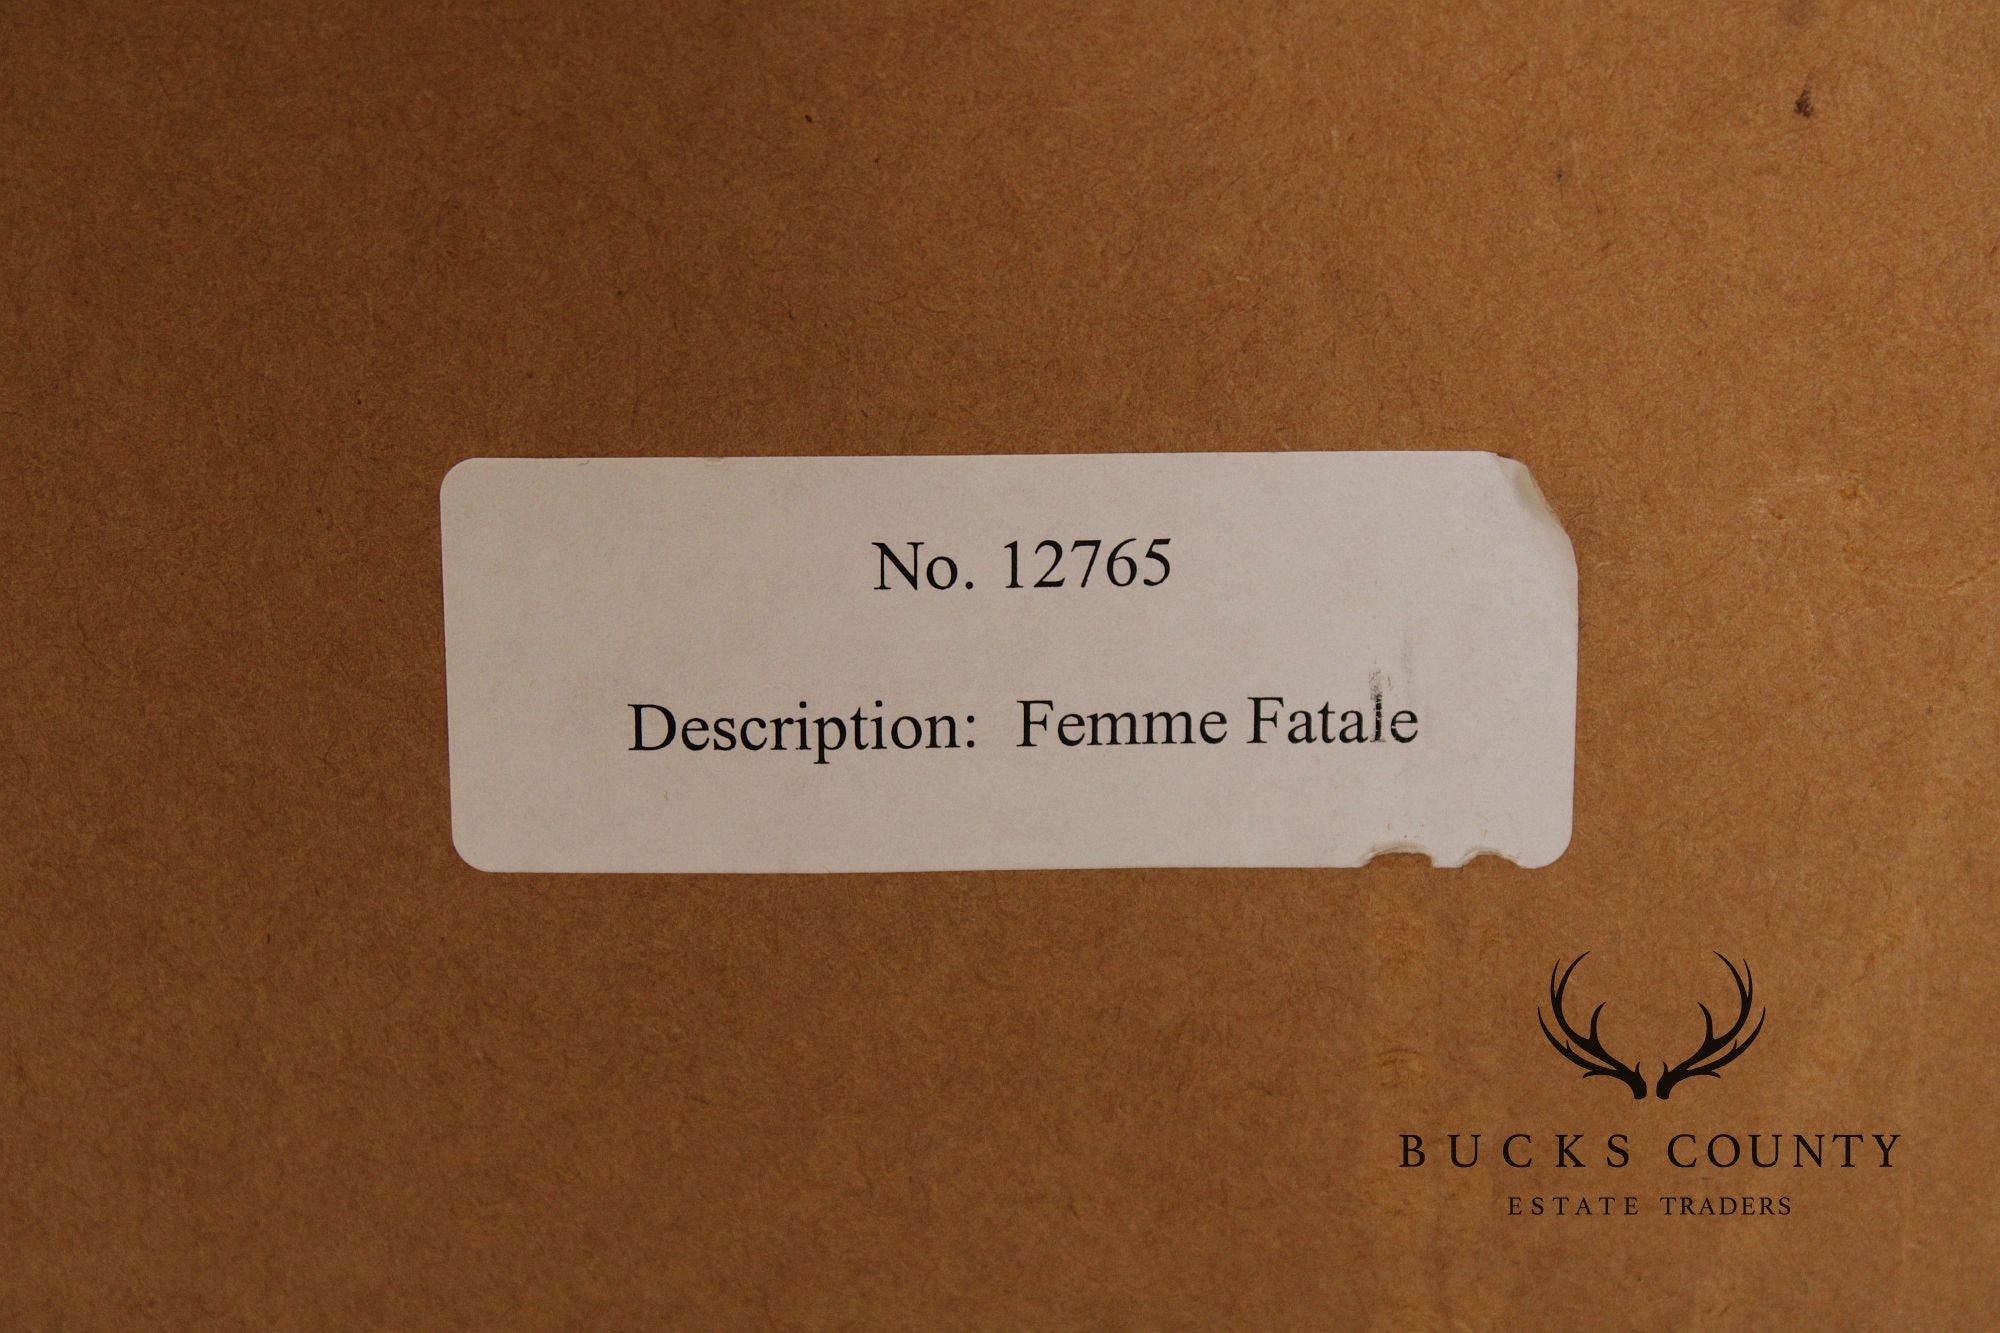 No. 12765
Description: Femme Fatale
BUCKS COUNTY
ESTATE TRADERS